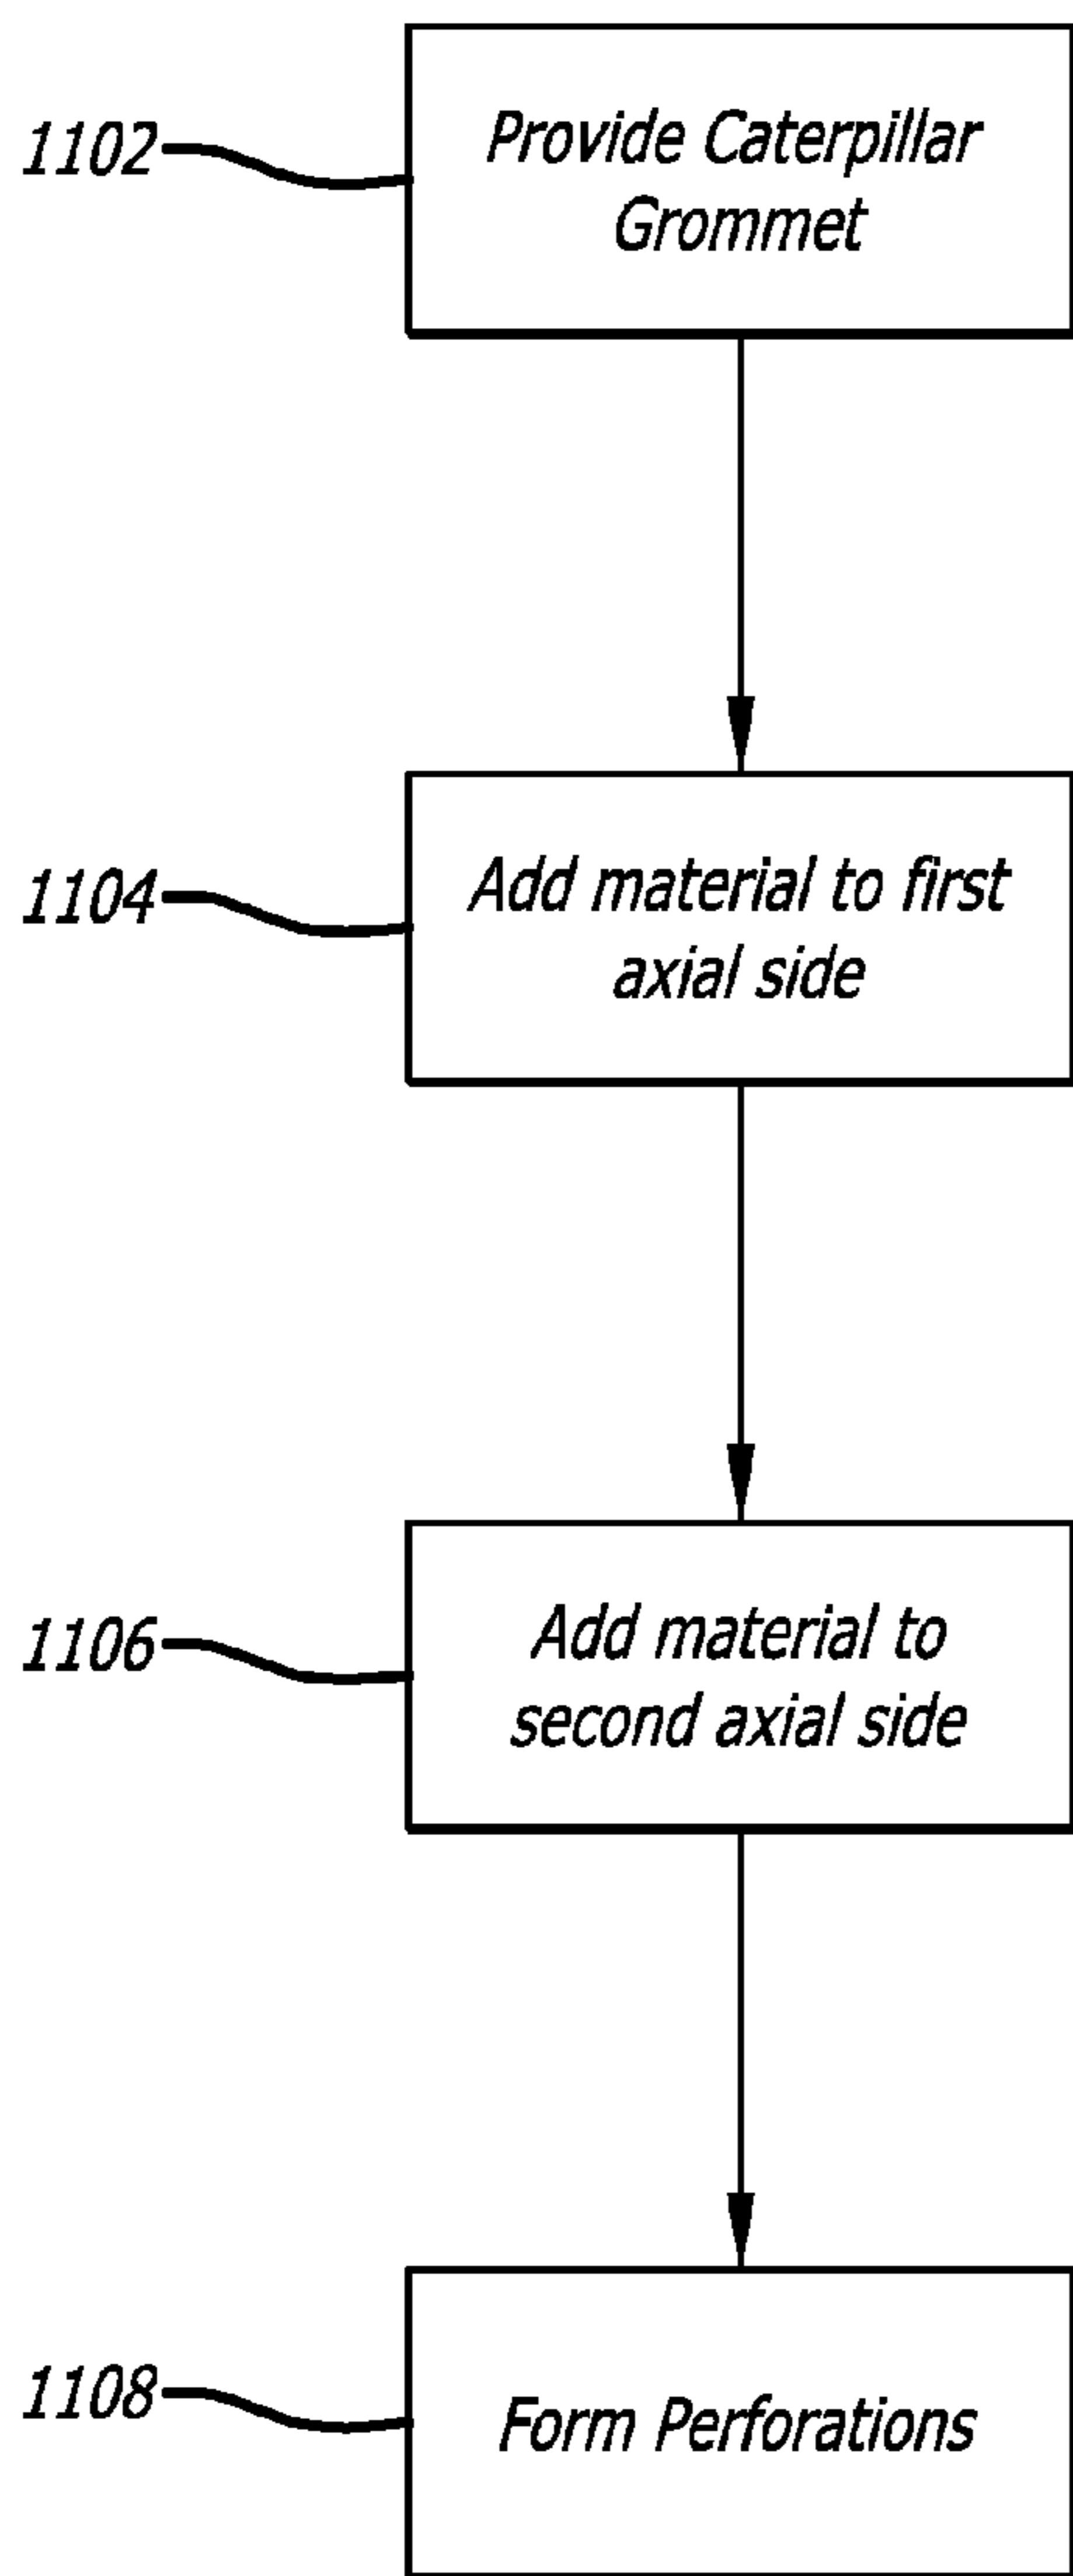 1102
Provide Caterpillar
Grommet
1104
Add material to first
axial side
1106
Add material to
second axial side
1108
Form Perforations